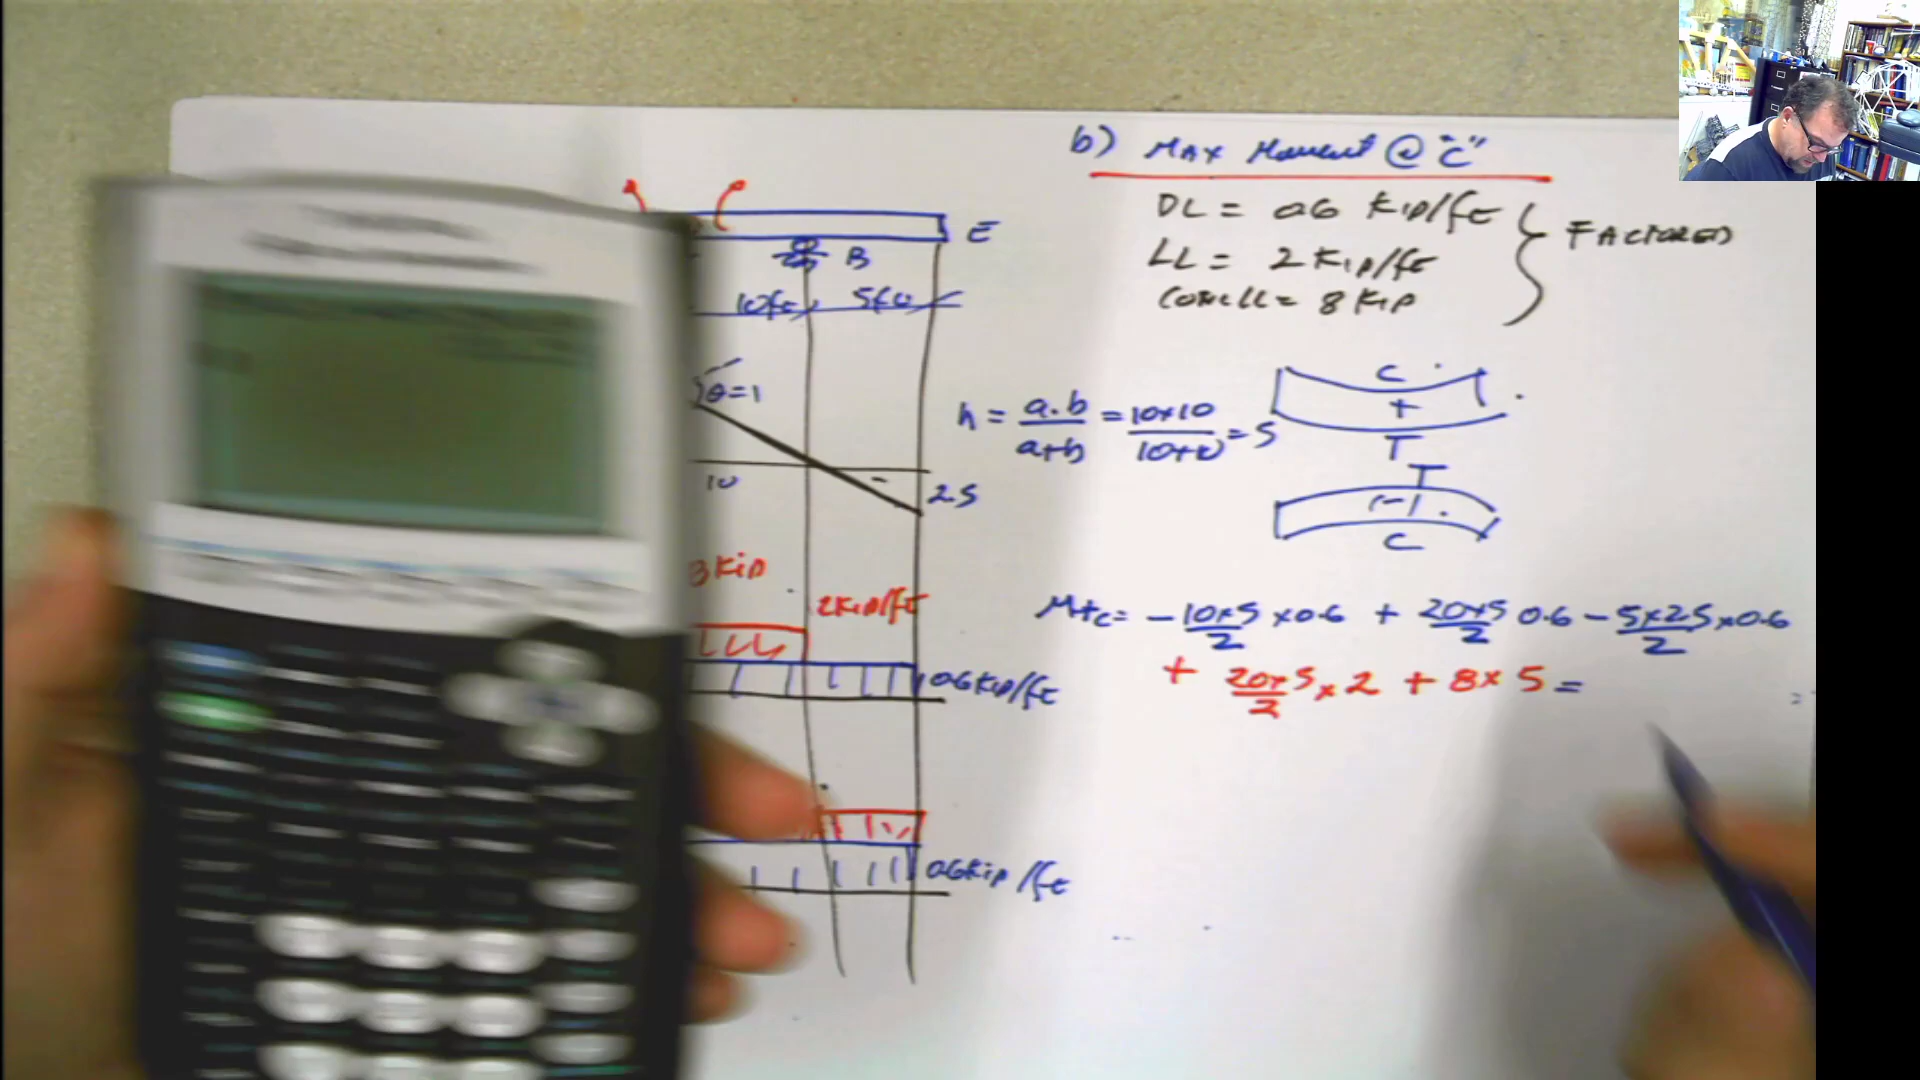 b) MAX Moment @ "C"
DL = 0.6 Kip/ft
LL = 2 Kip/ft
Conc LL = 8 Kip
FACTORED
E
B
10ft 5ft
θ=1
10
2.5
h = a.b / a+b = 10×10 / 10+10 = 5
C
+
T
T
(-)
C
8 Kip
2 Kip/ft
0.6 Kip/ft
M+c = - 10×5/2 ×0.6 + 20×5/2 0.6 - 5×2.5/2 ×0.6
+ 20×5/2 × 2 + 8 × 5 =
0.6 Kip/ft